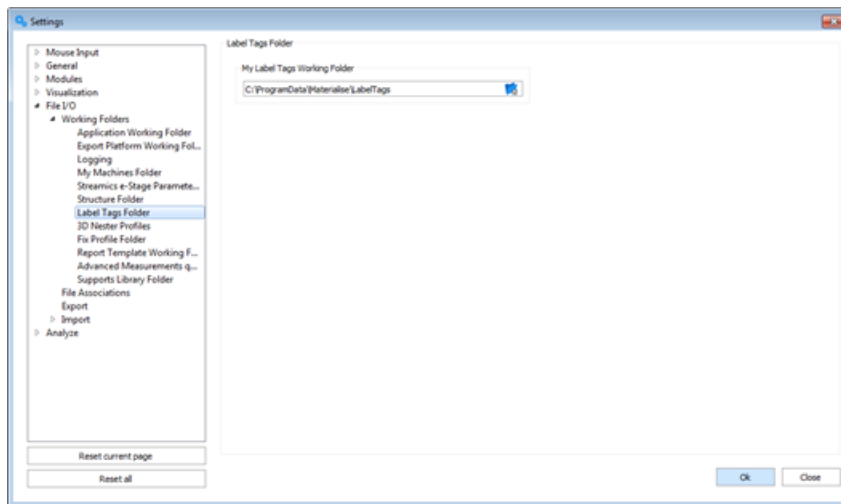 Settings
Mouse Input
General
Modules
Visualization
File I/O
Working Folders
Application Working Folder
Export Platform Working Fol...
Logging
My Machines Folder
Streamics e-Stage Paramete...
Structure Folder
Label Tags Folder
3D Nester Profiles
Fix Profile Folder
Report Template Working F...
Advanced Measurements q...
Supports Library Folder
File Associations
Export
Import
Analyze
Reset current page
Reset all
Label Tags Folder
My Label Tags Working Folder
C:\ProgramData\Materialise\LabelTags
Ok
Close